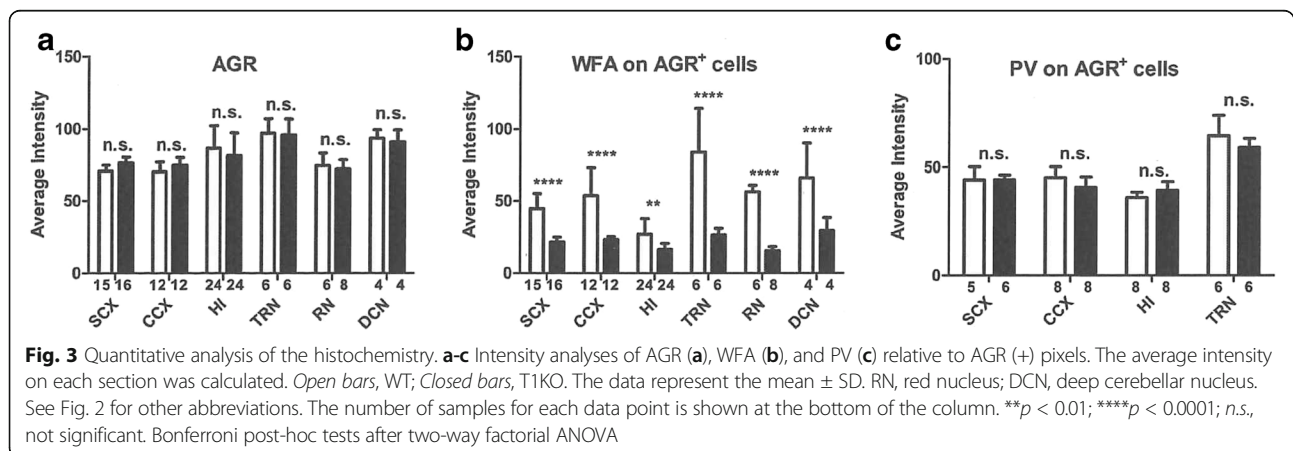 a
AGR
150
100
50
0
Average Intensity
n.s.
n.s.
n.s.
n.s.
n.s.
n.s.
15 16
12 12
24 24
6 6
6 8
4 4
SCX
CCX
HI
TRN
RN
DCN
b
WFA on AGR⁺ cells
150
100
50
0
Average Intensity
****
****
**
****
****
****
15 16
12 12
24 24
6 6
6 8
4 4
SCX
CCX
HI
TRN
RN
DCN
c
PV on AGR⁺ cells
100
50
0
Average Intensity
n.s.
n.s.
n.s.
n.s.
5 6
8 8
8 8
6 6
SCX
CCX
HI
TRN
Fig. 3 Quantitative analysis of the histochemistry. a-c Intensity analyses of AGR (a), WFA (b), and PV (c) relative to AGR (+) pixels. The average intensity
on each section was calculated. Open bars, WT; Closed bars, T1KO. The data represent the mean ± SD. RN, red nucleus; DCN, deep cerebellar nucleus.
See Fig. 2 for other abbreviations. The number of samples for each data point is shown at the bottom of the column. **p < 0.01; ****p < 0.0001; n.s.,
not significant. Bonferroni post-hoc tests after two-way factorial ANOVA